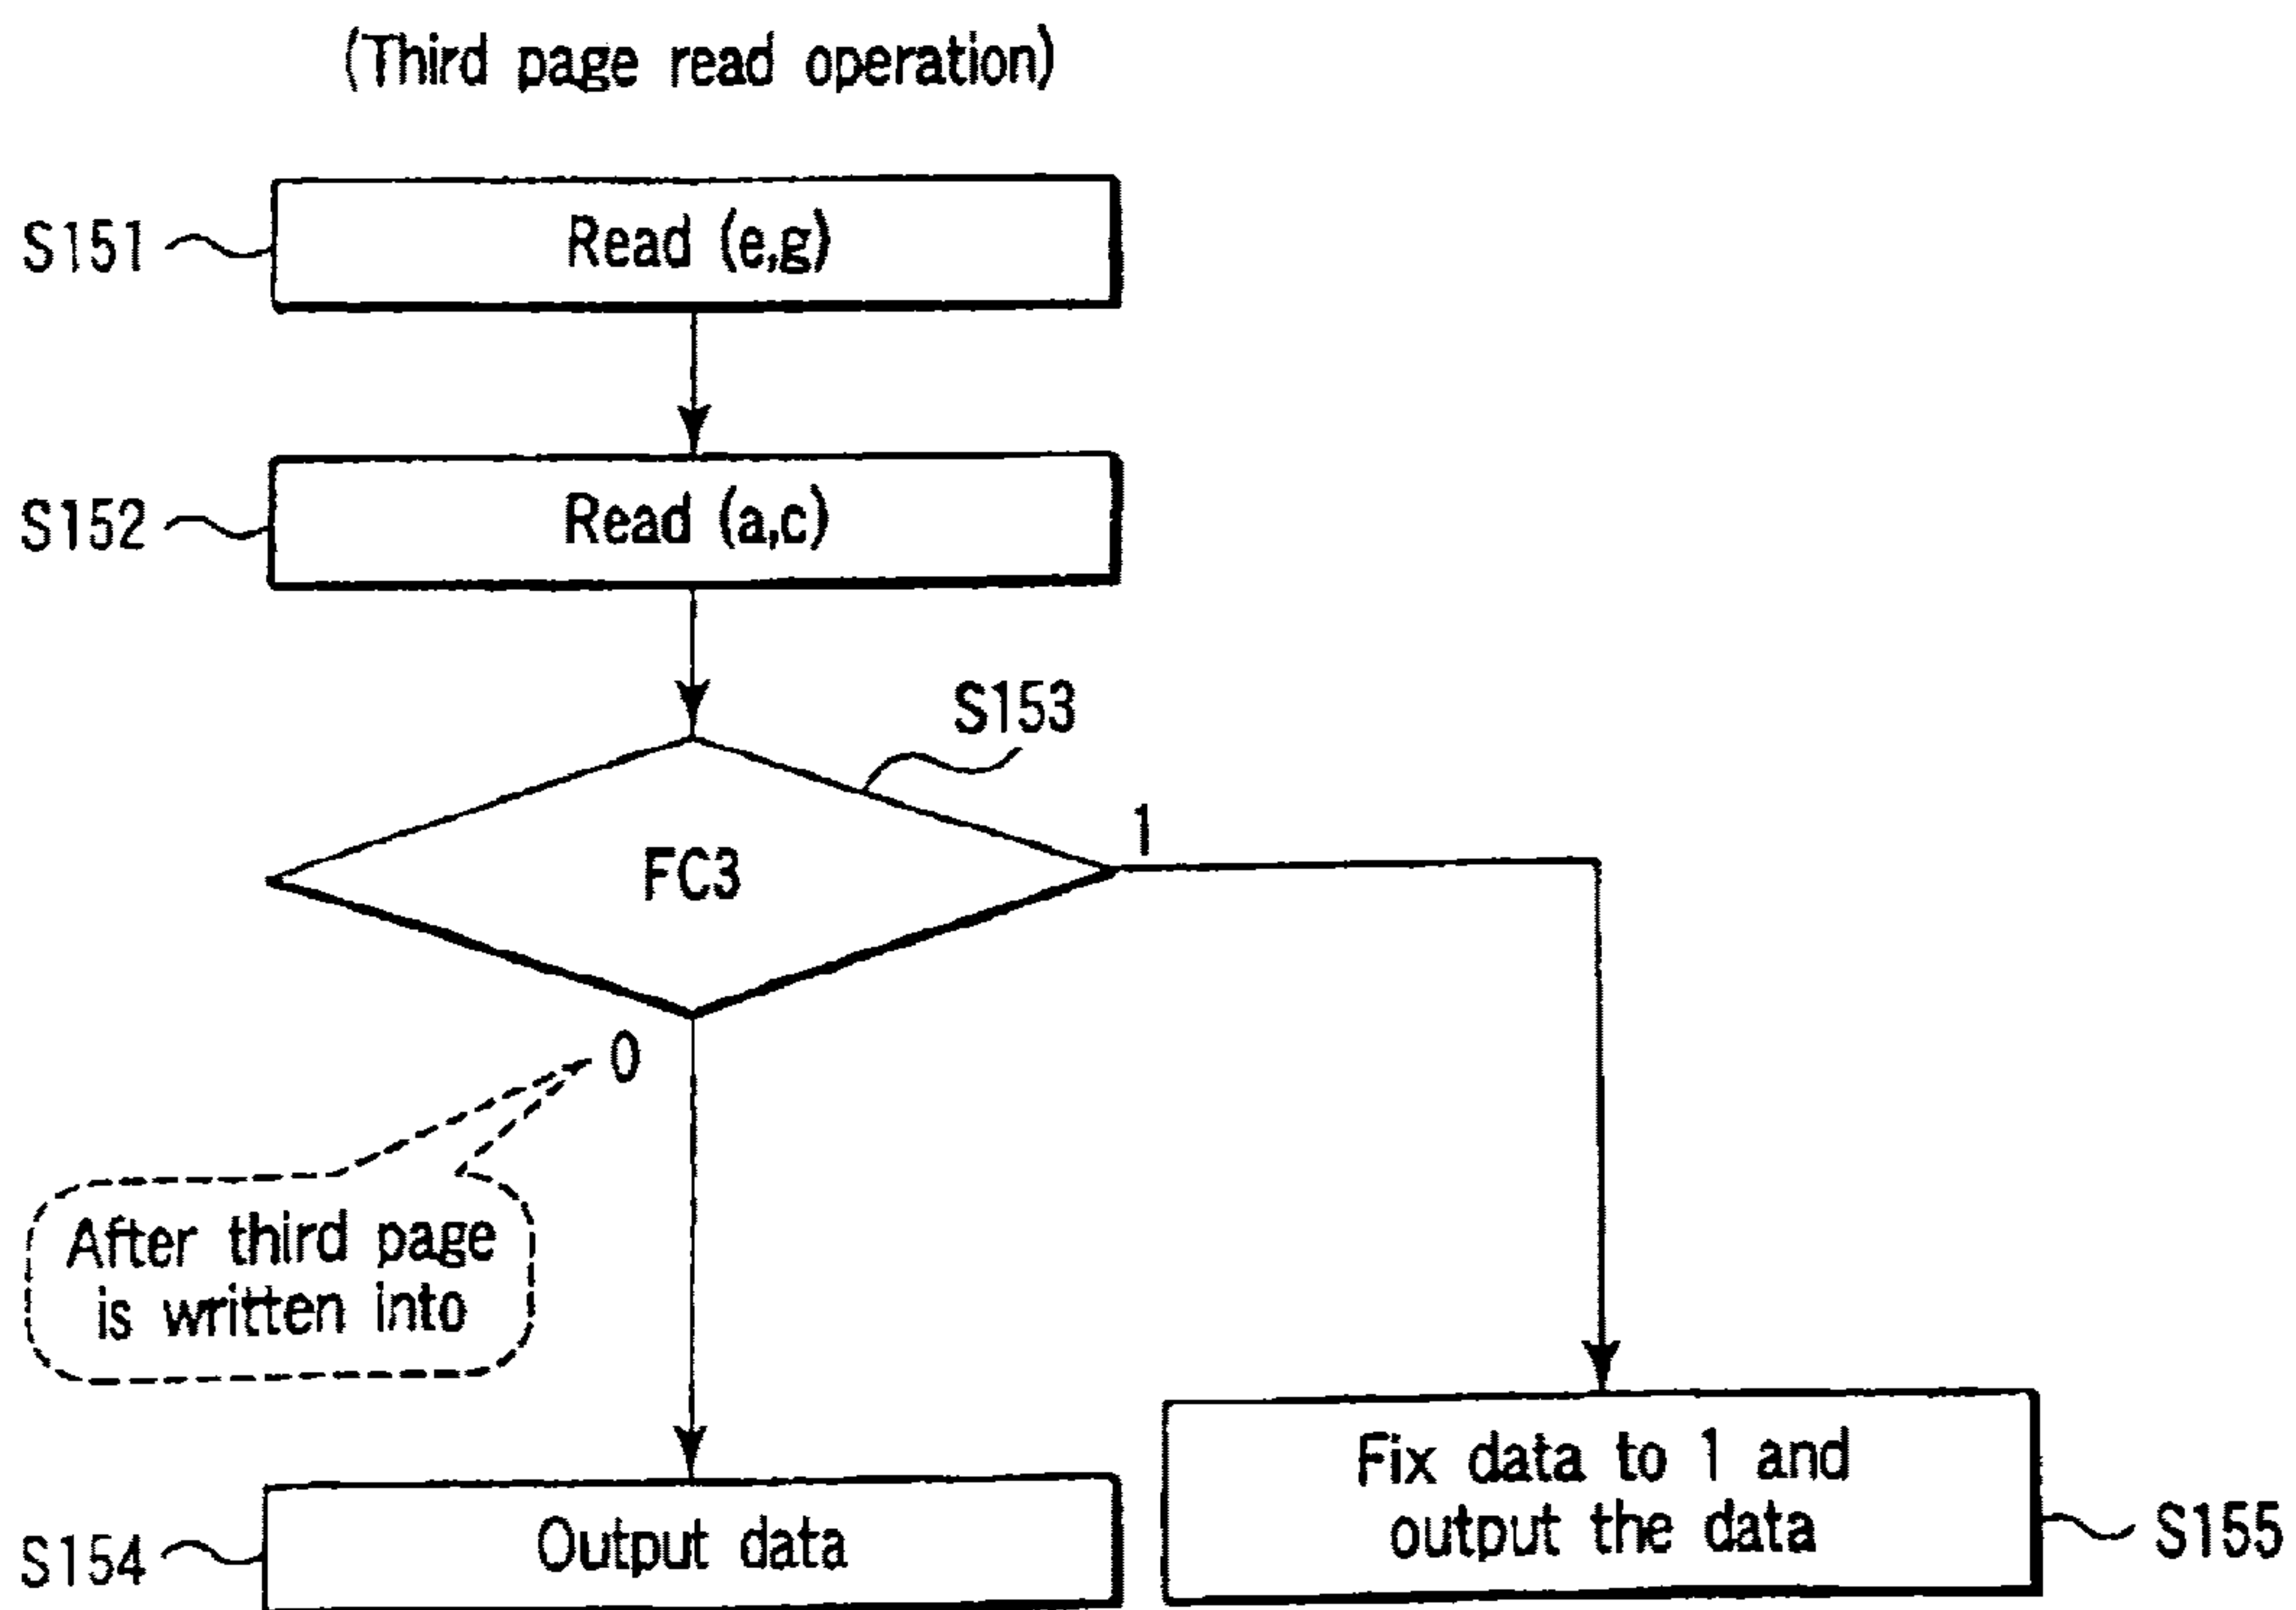 (Third page read operation)
S151
Read (e,g)
S152
Read (a,c)
S153
FC3
1
0
After third page
is written into
S154
Output data
Fix data to 1 and
output the data
S155